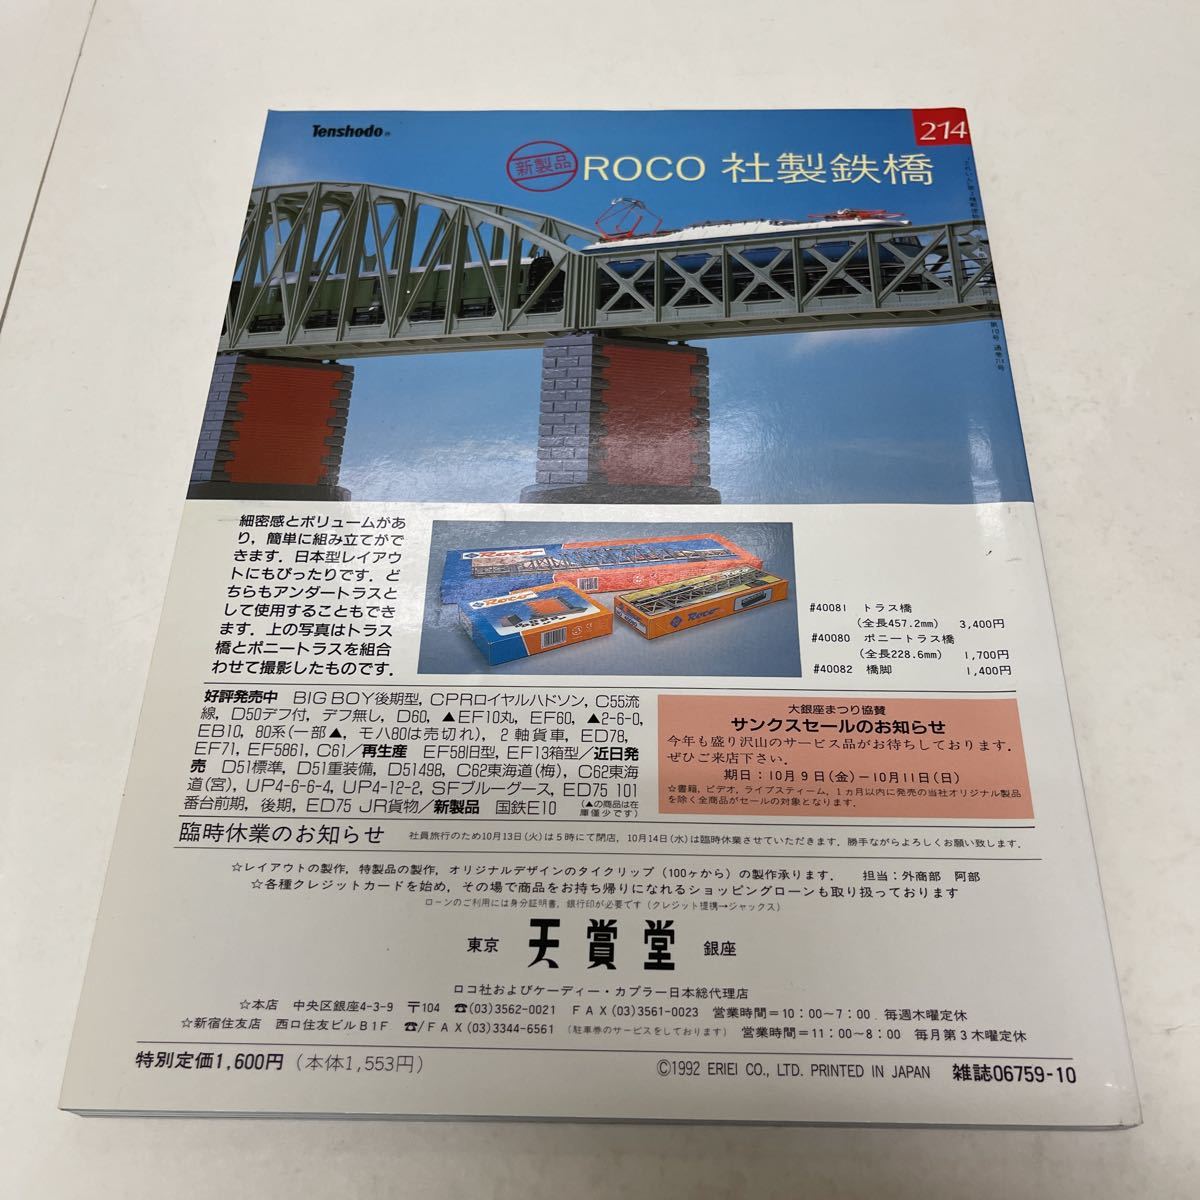 Tenshodo®
214
新製品
ROCO 社製鉄橋
第10号 通巻214号
細密感とボリュームがあ
り，簡単に組み立てがで
きます．日本型レイアウ
トにもぴったりです．ど
ちらもアンダートラスと
して使用することもでき
ます．上の写真はトラス
橋とポニートラスを組合
わせて撮影したものです．
Roco
Roco
Roco
#40081 トラス橋
(全長457.2mm) 3,400円
#40080 ポニートラス橋
(全長228.6mm) 1,700円
#40082 橋脚 1,400円
好評発売中 BIG BOY後期型，CPRロイヤルハドソン，C55流
線，D50デフ付，デフ無し，D60，▲EF10丸，EF60，▲2-6-0，
EB10，80系(一部▲，モハ80は売切れ)，2軸貨車，ED78，
EF71，EF5861，C61／再生産 EF58旧型，EF13箱型／近日発
売 D51標準，D51重装備，D51498，C62東海道(梅)，C62東海
道(宮)，UP4-6-6-4，UP4-12-2，SFブルーグース，ED75 101
番台前期，後期，ED75 JR貨物／新製品 国鉄E10 (▲の商品は在
庫僅少です)
大銀座まつり協賛
サンクスセールのお知らせ
今年も盛り沢山のサービス品がお待ちしております．
ぜひご来店下さい．
期日：10月9日(金)−10月11日(日)
☆書籍，ビデオ，ライブスティーム，1ヵ月以内に発売の当社オリジナル製品
を除く全商品がセールの対象となります．
臨時休業のお知らせ 社員旅行のため10月13日(火)は5時にて閉店，10月14日(水)は臨時休業させていただきます．勝手ながらよろしくお願い致します．
☆レイアウトの製作，特製品の製作，オリジナルデザインのタイクリップ(100ヶから)の製作承ります． 担当：外商部 阿部
☆各種クレジットカードを始め，その場で商品をお持ち帰りになれるショッピングローンも取り扱っております
ローンのご利用には身分証明書，銀行印が必要です(クレジット提携→ジャックス)
東京 天賞堂 銀座
ロコ社およびケーディー・カプラー日本総代理店
☆本店 中央区銀座4-3-9 〒104 ☎(03)3562-0021 FAX(03)3561-0023 営業時間＝10：00〜7：00．毎週木曜定休
☆新宿住友店 西口住友ビルB1F ☎/FAX(03)3344-6561 (駐車券のサービスをしております) 営業時間＝11：00〜8：00 毎月第3木曜定休
特別定価1,600円(本体1,553円)
©1992 ERIEI CO., LTD. PRINTED IN JAPAN 雑誌06759-10